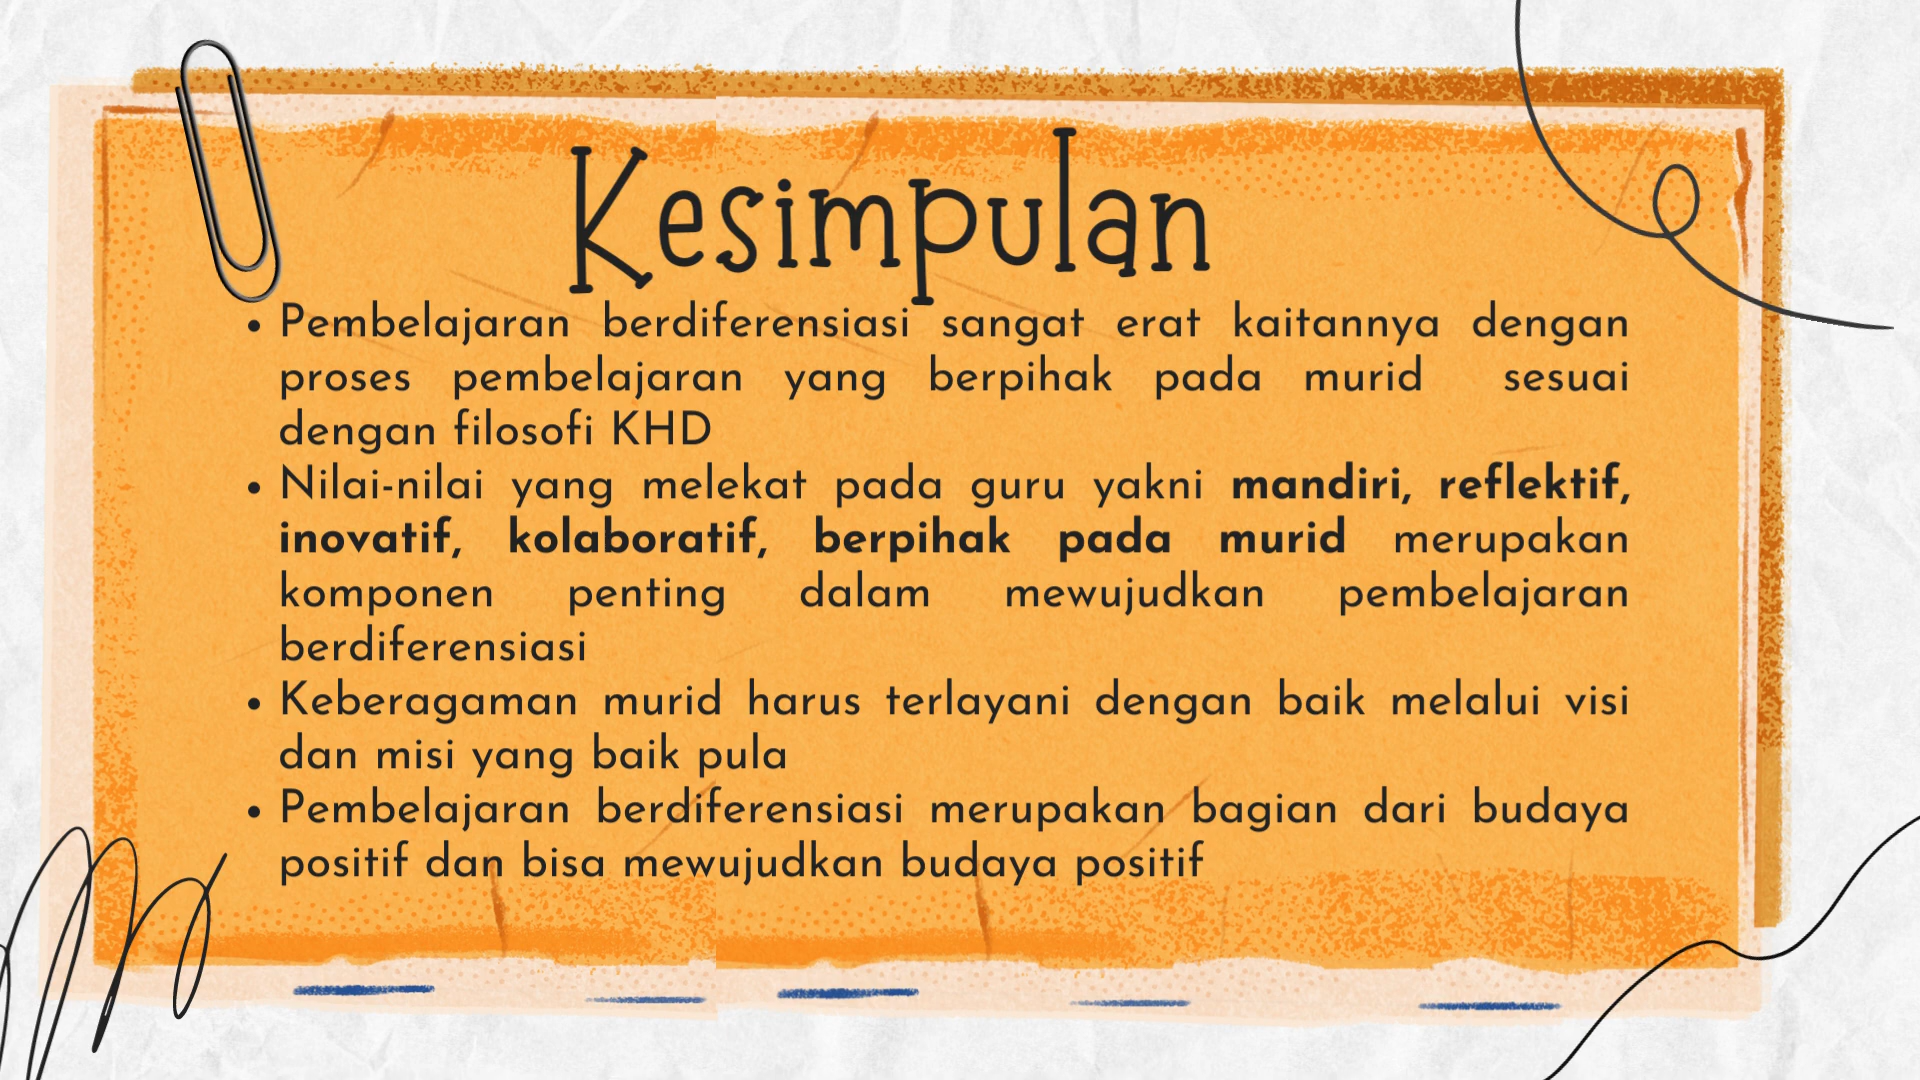 Kesimpulan
• Pembelajaran berdiferensiasi sangat erat kaitannya dengan
proses pembelajaran yang berpihak pada murid sesuai
dengan filosofi KHD
• Nilai-nilai yang melekat pada guru yakni mandiri, reflektif,
inovatif, kolaboratif, berpihak pada murid merupakan
komponen penting dalam mewujudkan pembelajaran
berdiferensiasi
• Keberagaman murid harus terlayani dengan baik melalui visi
dan misi yang baik pula
• Pembelajaran berdiferensiasi merupakan bagian dari budaya
positif dan bisa mewujudkan budaya positif